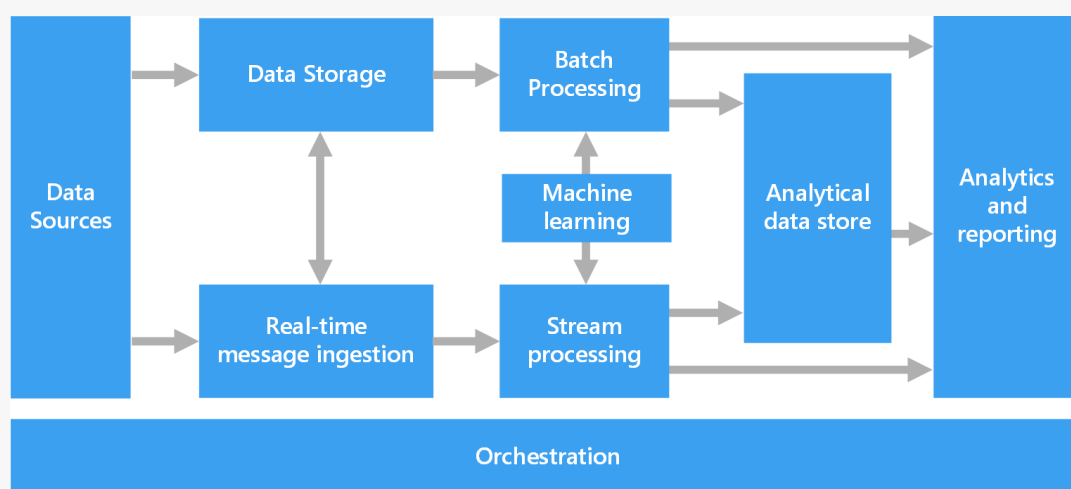 Data
Sources
Data Storage
Real-time
message ingestion
Batch
Processing
Machine
learning
Stream
processing
Analytical
data store
Analytics
and
reporting
Orchestration